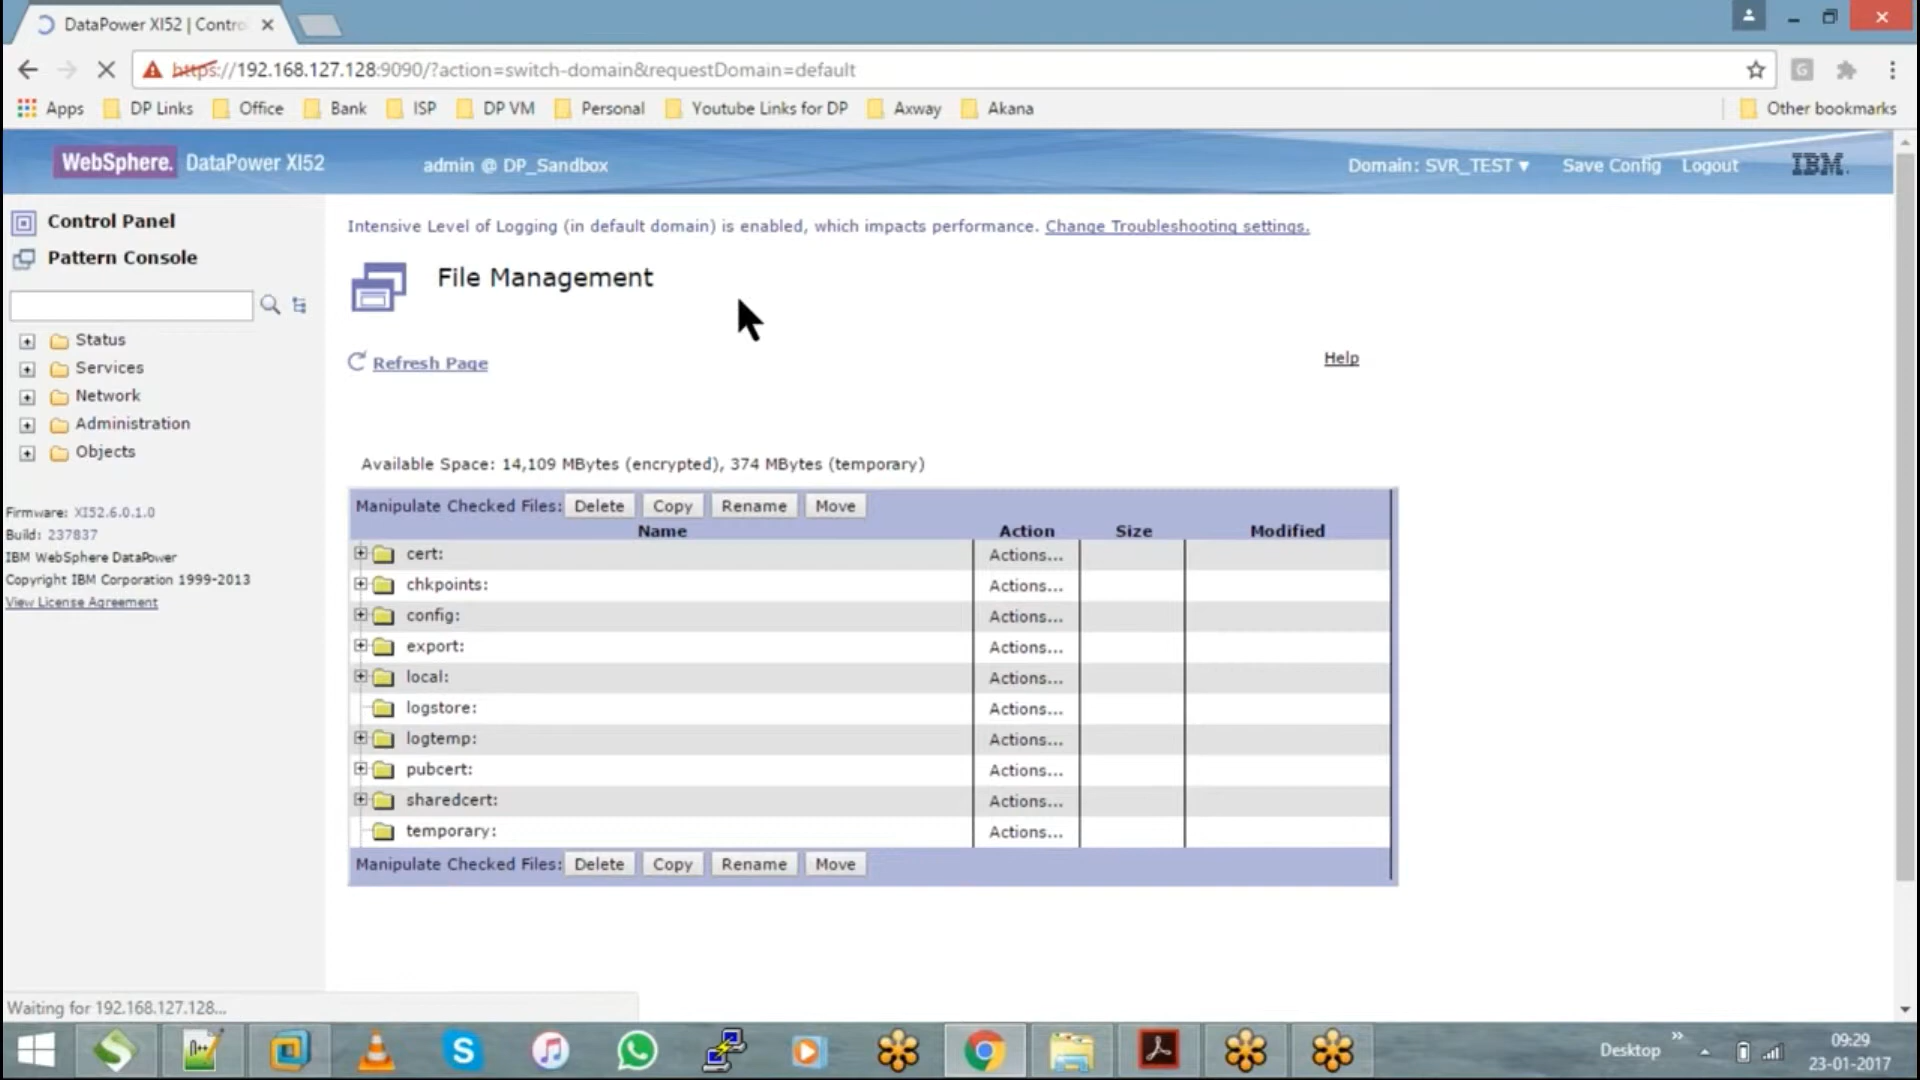 DataPower XI52 | Contro
https://192.168.127.128:9090/?action=switch-domain&requestDomain=default
Apps DP Links Office Bank ISP DP VM Personal Youtube Links for DP Axway Akana Other bookmarks
WebSphere. DataPower XI52 admin @ DP_Sandbox Domain: SVR_TEST ▼ Save Config Logout IBM.
Control Panel
Pattern Console
Status
Services
Network
Administration
Objects
Firmware: XI52.6.0.1.0
Build: 237837
IBM WebSphere DataPower
Copyright IBM Corporation 1999-2013
View License Agreement
Intensive Level of Logging (in default domain) is enabled, which impacts performance. Change Troubleshooting settings.
File Management
Refresh Page Help
Available Space: 14,109 MBytes (encrypted), 374 MBytes (temporary)
Manipulate Checked Files: Delete Copy Rename Move
Name Action Size Modified
cert: Actions...
chkpoints: Actions...
config: Actions...
export: Actions...
local: Actions...
logstore: Actions...
logtemp: Actions...
pubcert: Actions...
sharedcert: Actions...
temporary: Actions...
Manipulate Checked Files: Delete Copy Rename Move
Waiting for 192.168.127.128...
Desktop » 09:29
23-01-2017